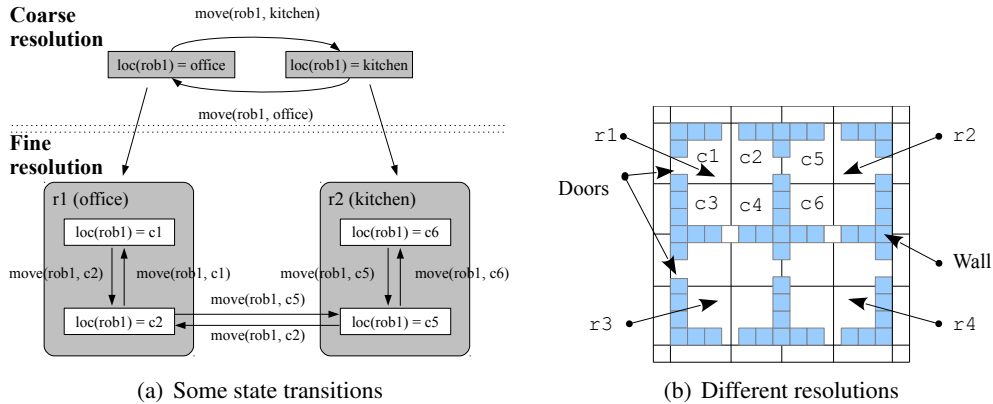 Coarse
resolution
move(rob1, kitchen)
loc(rob1) = office
loc(rob1) = kitchen
move(rob1, office)
Fine
resolution
r1 (office)
loc(rob1) = c1
move(rob1, c2)
move(rob1, c1)
loc(rob1) = c2
move(rob1, c5)
move(rob1, c2)
r2 (kitchen)
loc(rob1) = c6
move(rob1, c5)
move(rob1, c6)
loc(rob1) = c5
(a) Some state transitions
r1
c1
c2
c5
r2
Doors
c3
c4
c6
Wall
r3
r4
(b) Different resolutions